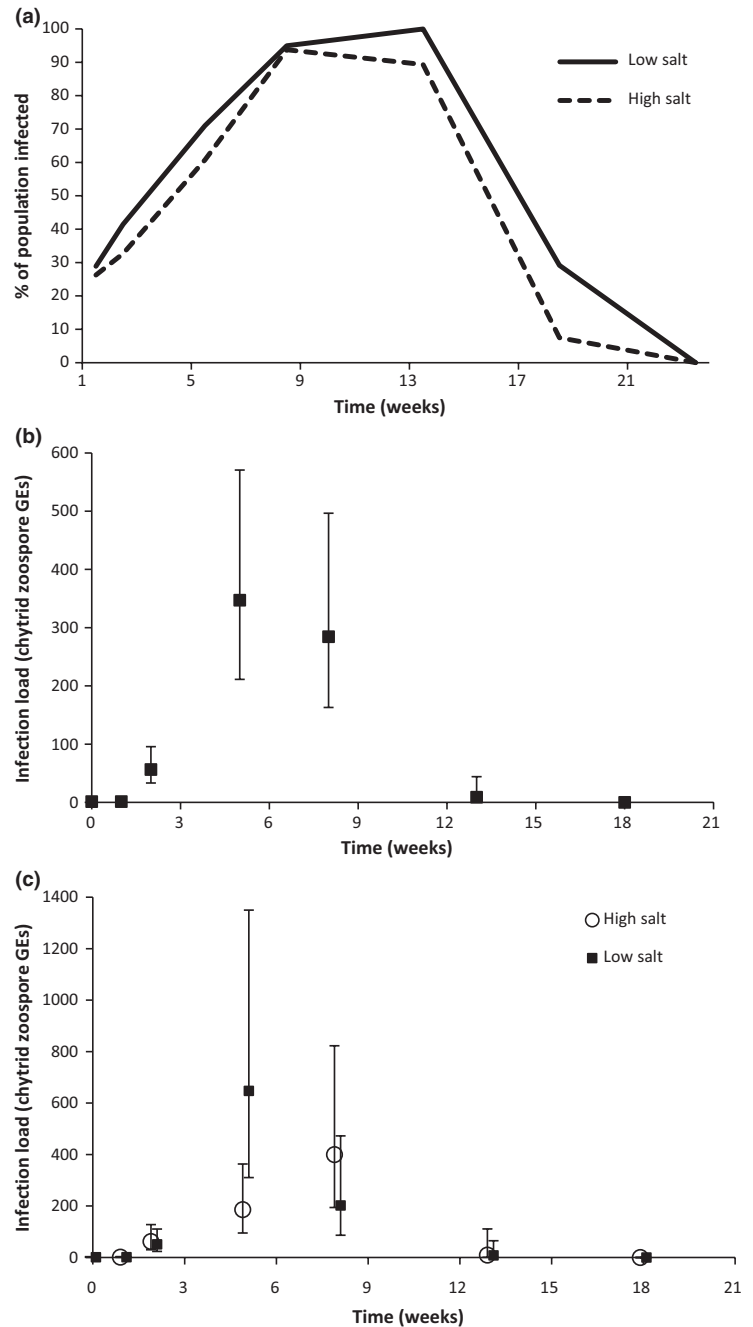 (a)
100
90
80
70
60
50
40
30
20
10
0
% of population infected
Low salt
High salt
1 5 9 13 17 21
Time (weeks)
(b)
600
500
400
300
200
100
0
Infection load (chytrid zoospore GEs)
0 3 6 9 12 15 18 21
Time (weeks)
(c)
1400
1200
1000
800
600
400
200
0
Infection load (chytrid zoospore GEs)
High salt
Low salt
0 3 6 9 12 15 18 21
Time (weeks)